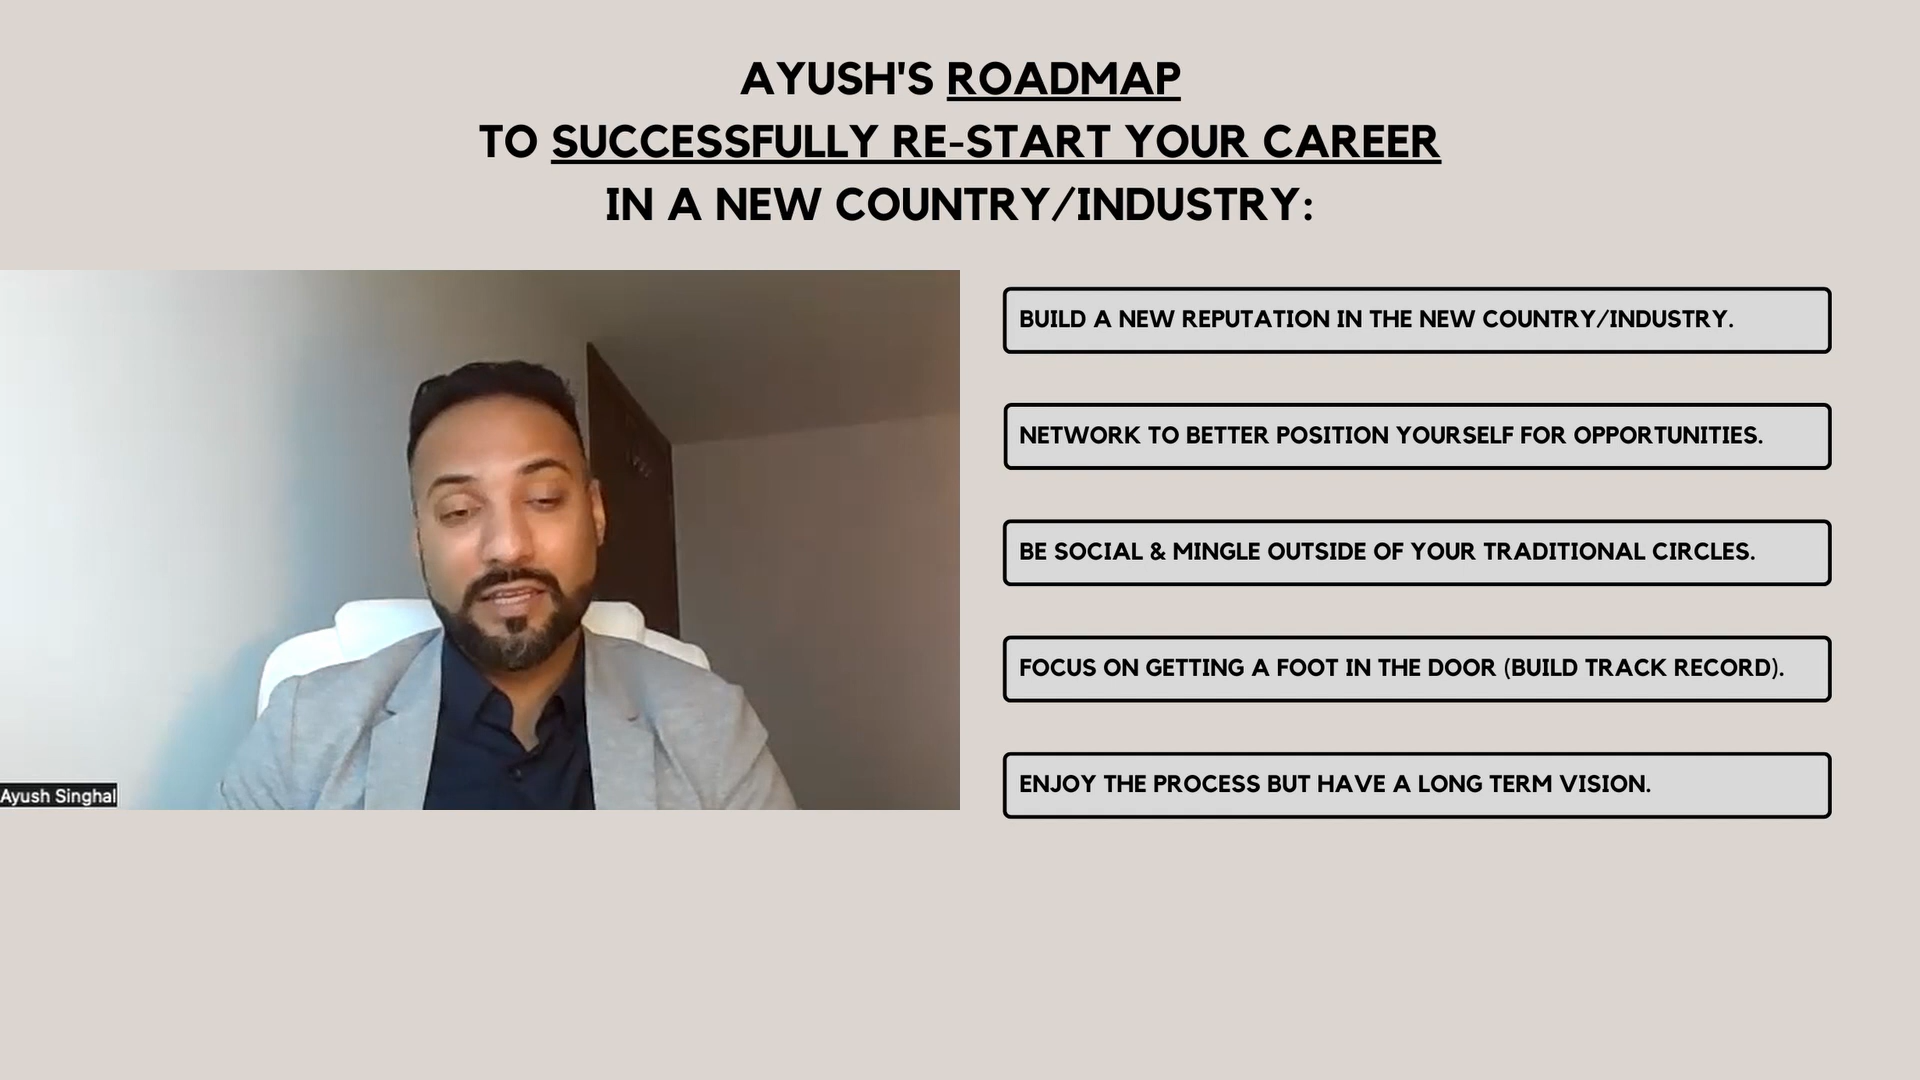 AYUSH'S ROADMAP
TO SUCCESSFULLY RE-START YOUR CAREER
IN A NEW COUNTRY/INDUSTRY:
BUILD A NEW REPUTATION IN THE NEW COUNTRY/INDUSTRY.
NETWORK TO BETTER POSITION YOURSELF FOR OPPORTUNITIES.
BE SOCIAL & MINGLE OUTSIDE OF YOUR TRADITIONAL CIRCLES.
FOCUS ON GETTING A FOOT IN THE DOOR (BUILD TRACK RECORD).
ENJOY THE PROCESS BUT HAVE A LONG TERM VISION.
Ayush Singhal